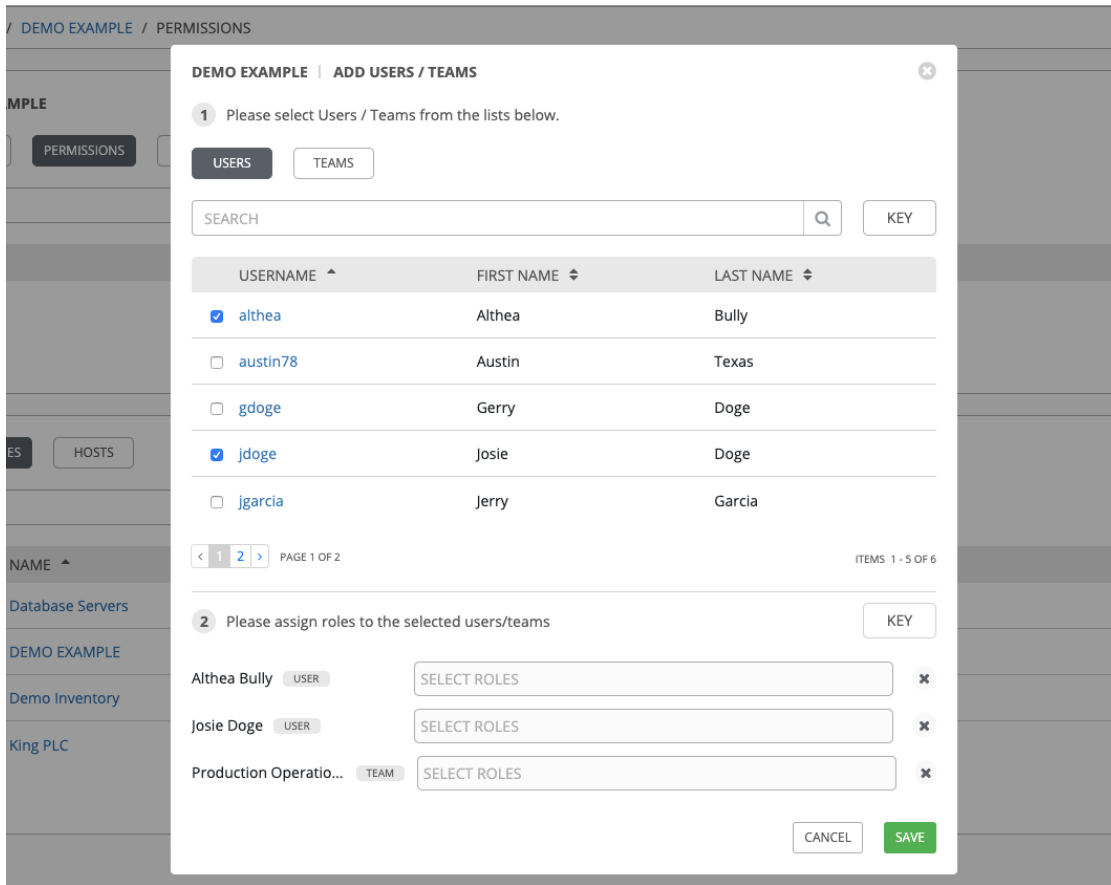 / DEMO EXAMPLE / PERMISSIONS
MPLE
PERMISSIONS
ES
HOSTS
NAME
Database Servers
DEMO EXAMPLE
Demo Inventory
King PLC
DEMO EXAMPLE | ADD USERS / TEAMS
1 Please select Users / Teams from the lists below.
USERS TEAMS
SEARCH KEY
USERNAME FIRST NAME LAST NAME
althea Althea Bully
austin78 Austin Texas
gdoge Gerry Doge
jdoge Josie Doge
jgarcia Jerry Garcia
< 1 2 > PAGE 1 OF 2 ITEMS 1 - 5 OF 6
2 Please assign roles to the selected users/teams KEY
Althea Bully USER SELECT ROLES
Josie Doge USER SELECT ROLES
Production Operatio... TEAM SELECT ROLES
CANCEL SAVE